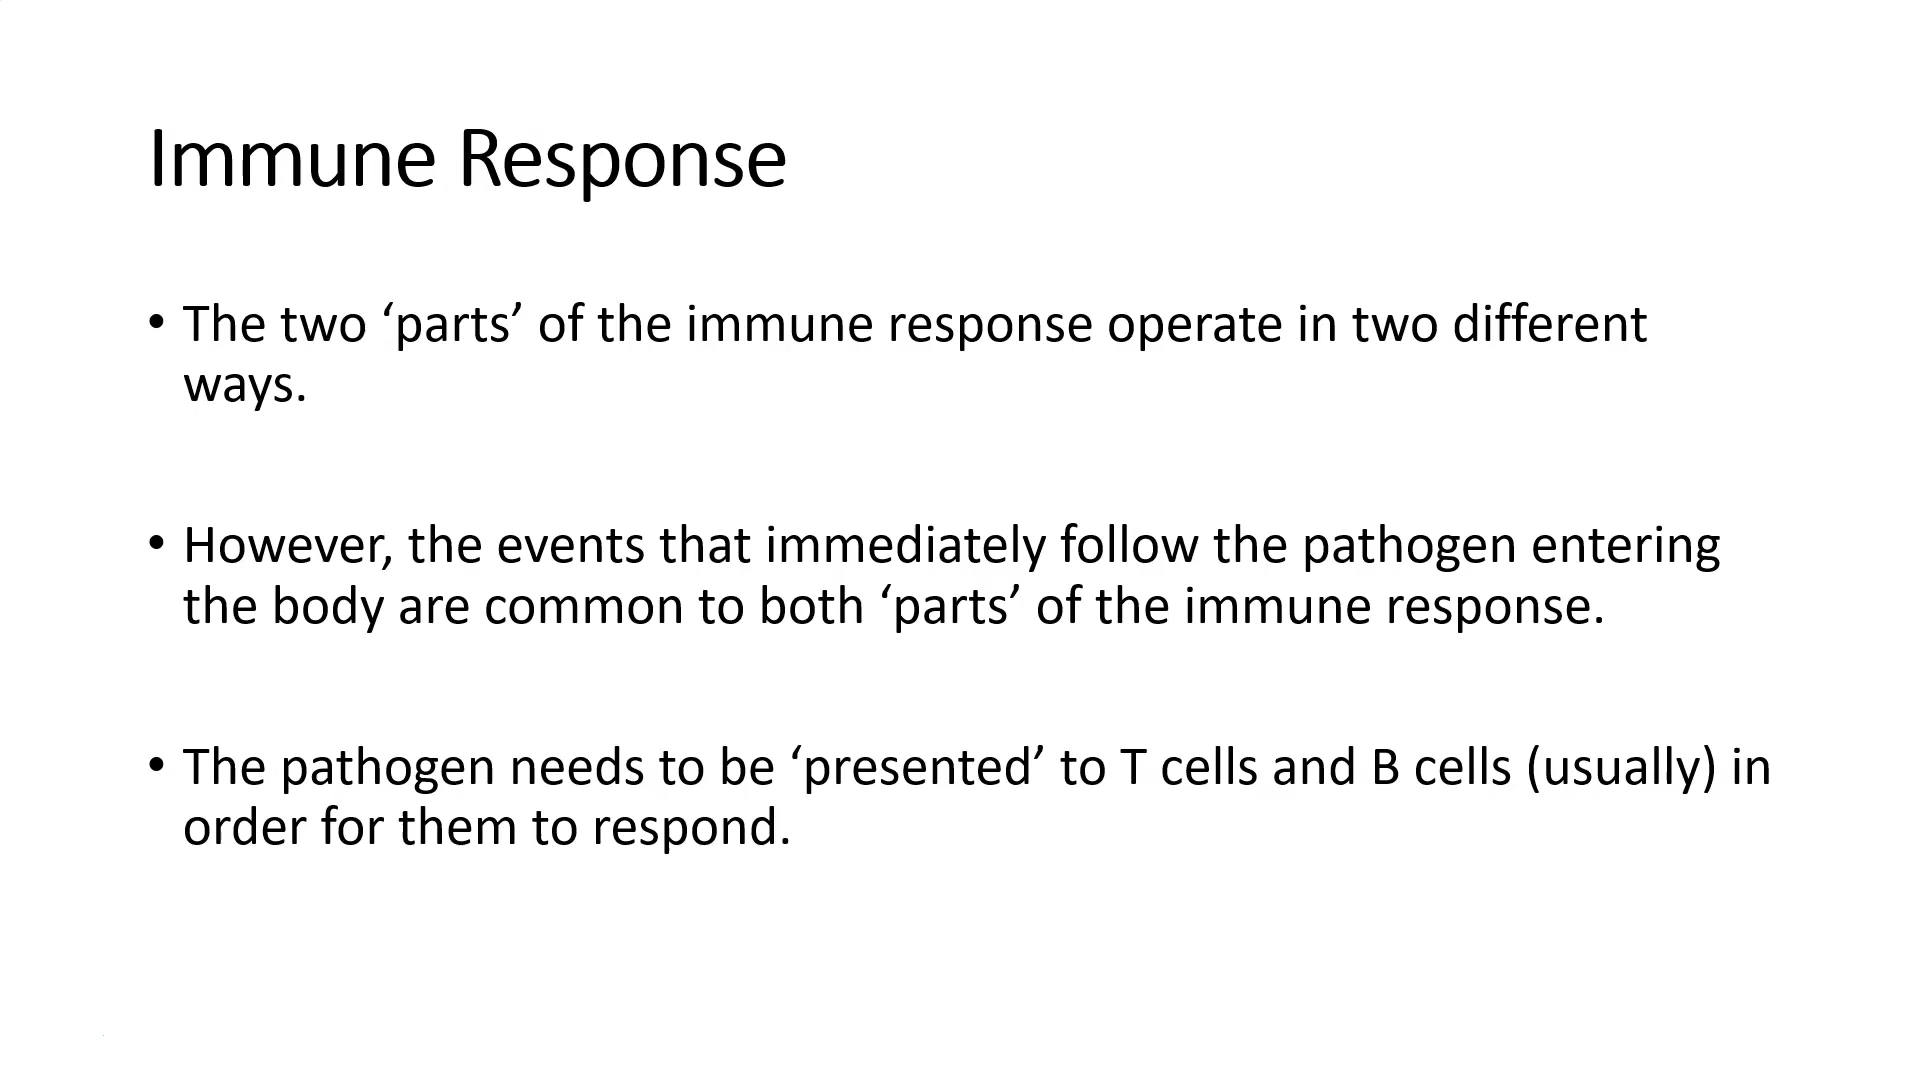 Immune Response
• The two ‘parts’ of the immune response operate in two different
ways.
• However, the events that immediately follow the pathogen entering
the body are common to both ‘parts’ of the immune response.
• The pathogen needs to be ‘presented’ to T cells and B cells (usually) in
order for them to respond.